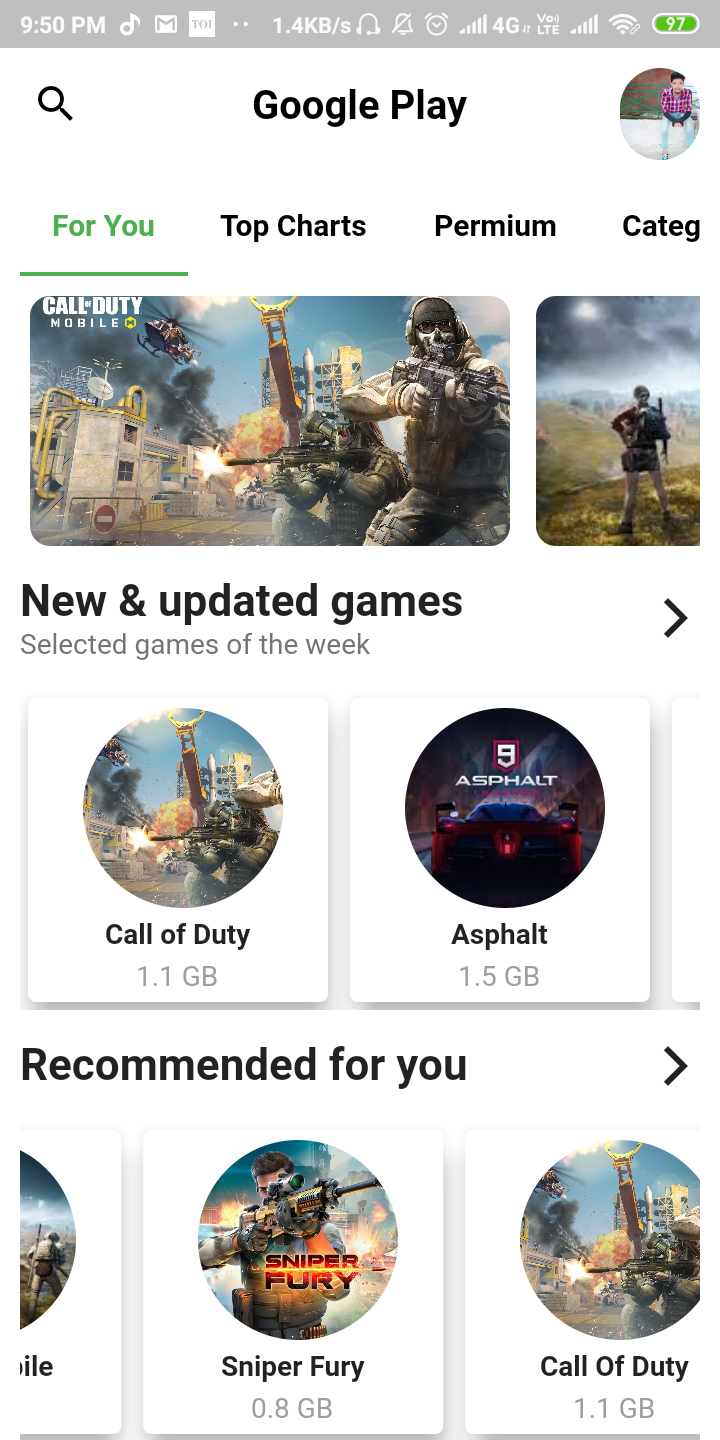 9:50 PM TOI 1.4KB/s 4G Vo) LTE 97
Google Play
For You Top Charts Permium Categ
CALL OF DUTY
MOBILE
New & updated games
Selected games of the week
9
ASPHALT
Call of Duty Asphalt
1.1 GB 1.5 GB
Recommended for you
SNIPER
FURY
ile Sniper Fury Call Of Duty
0.8 GB 1.1 GB